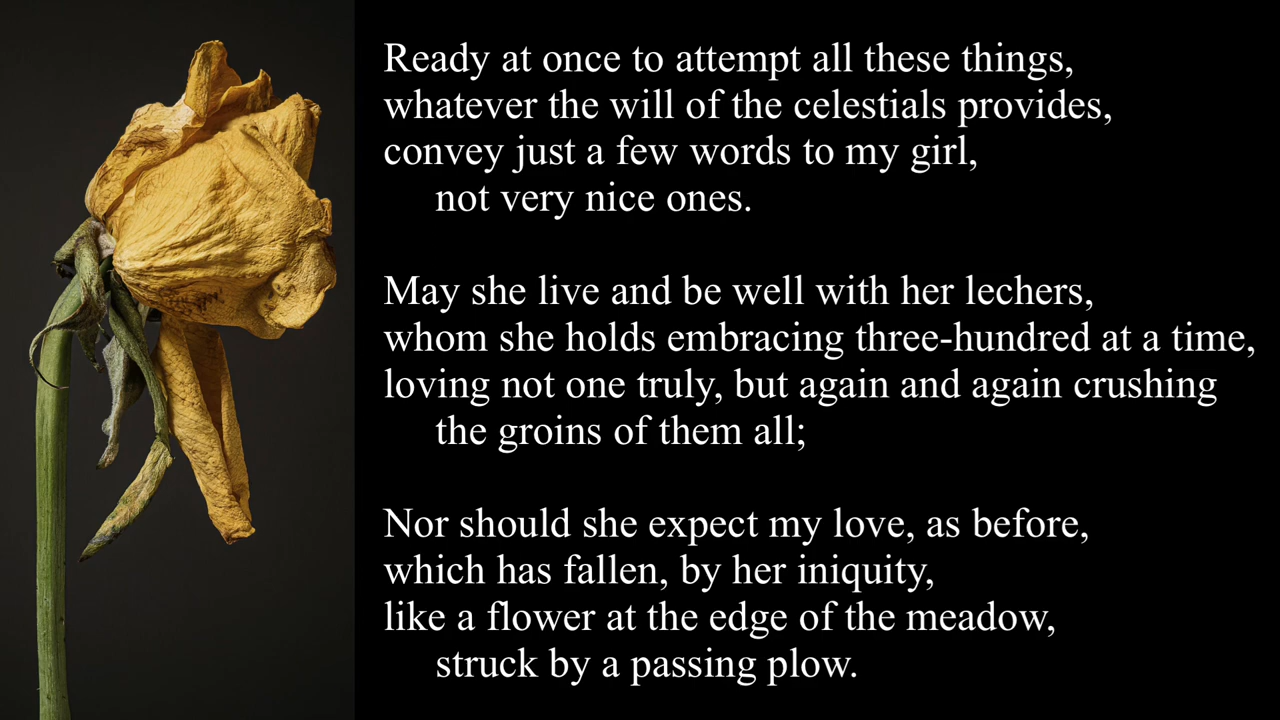 Ready at once to attempt all these things,
whatever the will of the celestials provides,
convey just a few words to my girl,
not very nice ones.
May she live and be well with her lechers,
whom she holds embracing three-hundred at a time,
loving not one truly, but again and again crushing
the groins of them all;
Nor should she expect my love, as before,
which has fallen, by her iniquity,
like a flower at the edge of the meadow,
struck by a passing plow.